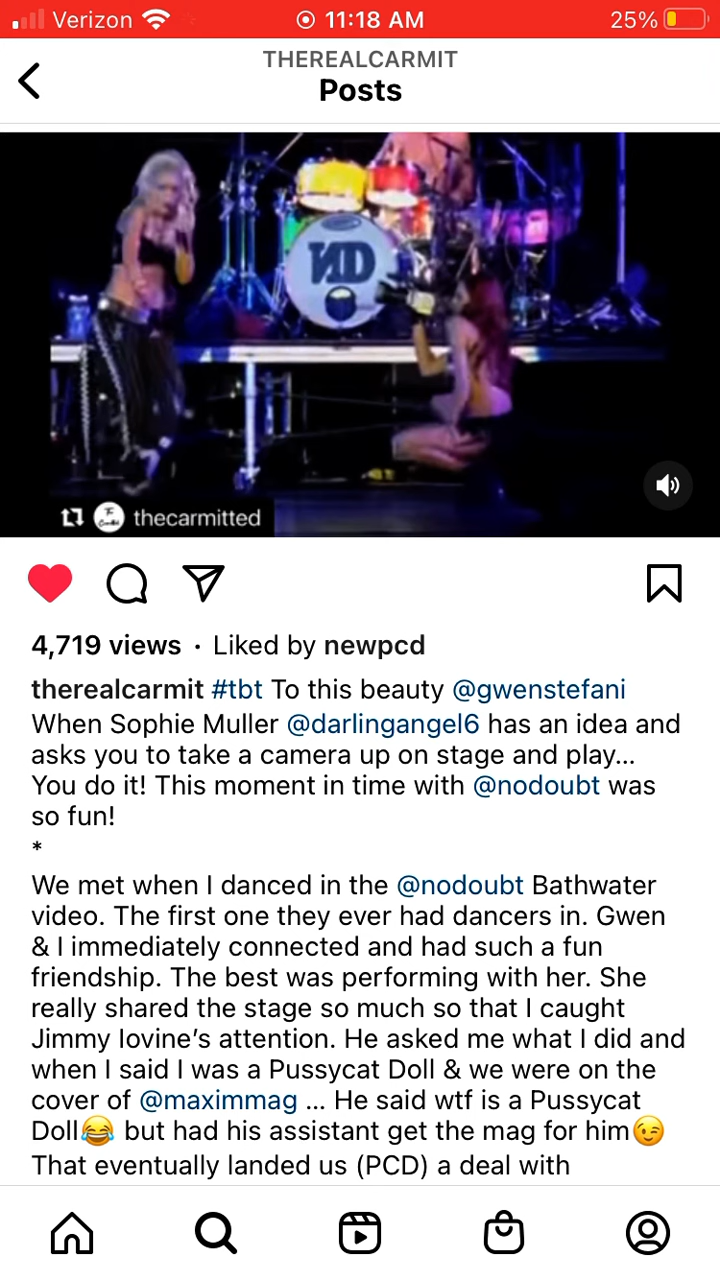 Verizon 11:18 AM 25%
THEREALCARMIT
Posts
ND
thecarmitted
4,719 views · Liked by newpcd
therealcarmit #tbt To this beauty @gwenstefani
When Sophie Muller @darlingangel6 has an idea and
asks you to take a camera up on stage and play...
You do it! This moment in time with @nodoubt was
so fun!
*
We met when I danced in the @nodoubt Bathwater
video. The first one they ever had dancers in. Gwen
& I immediately connected and had such a fun
friendship. The best was performing with her. She
really shared the stage so much so that I caught
Jimmy Iovine’s attention. He asked me what I did and
when I said I was a Pussycat Doll & we were on the
cover of @maximmag ... He said wtf is a Pussycat
Doll😂 but had his assistant get the mag for him😉
That eventually landed us (PCD) a deal with